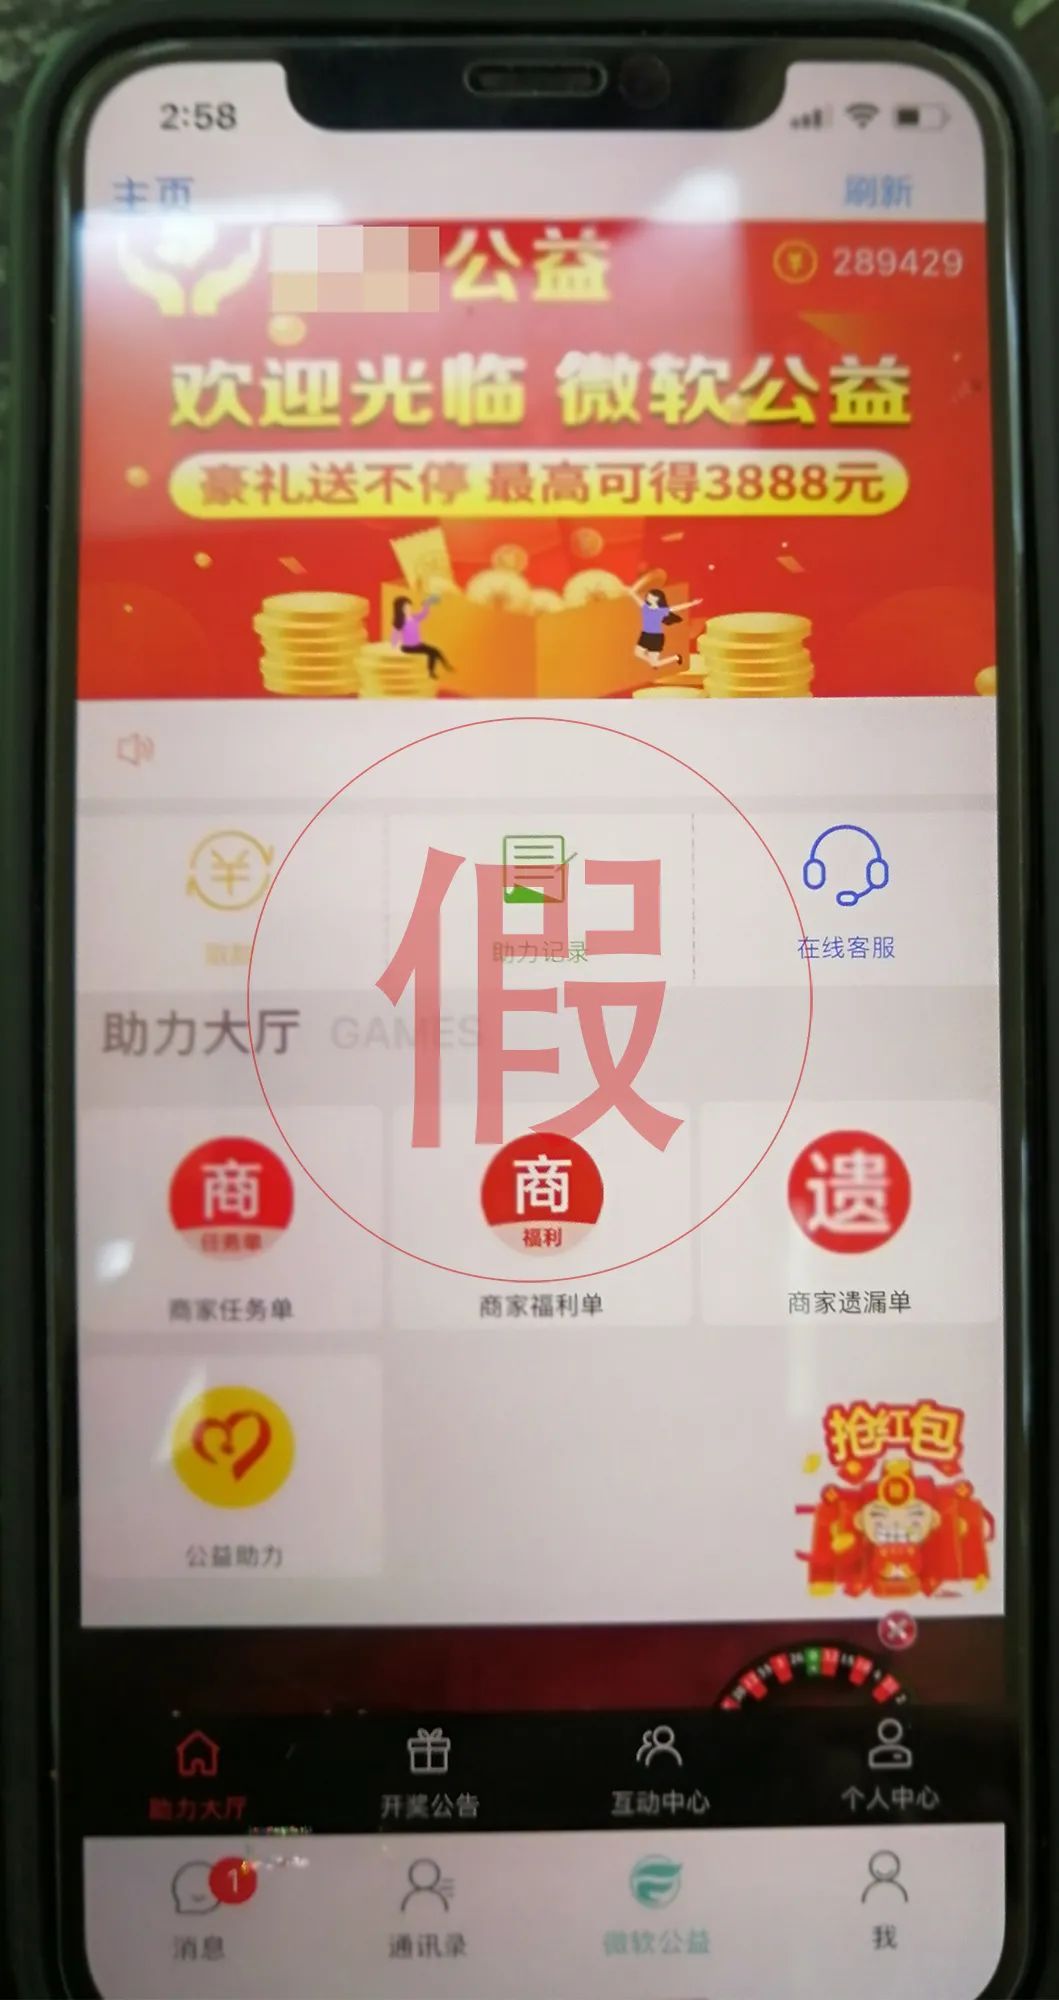 2:58
主页
刷新
公益
289429
欢迎光临 微软公益
豪礼送不停 最高可得3888元
助力记录
在线客服
假
助力大厅 GAMES
商
任务单
商
福利
遗
商家任务单
商家福利单
商家遗漏单
公益助力
抢红包
助力大厅
开奖公告
互动中心
个人中心
1
消息
通讯录
微软公益
我